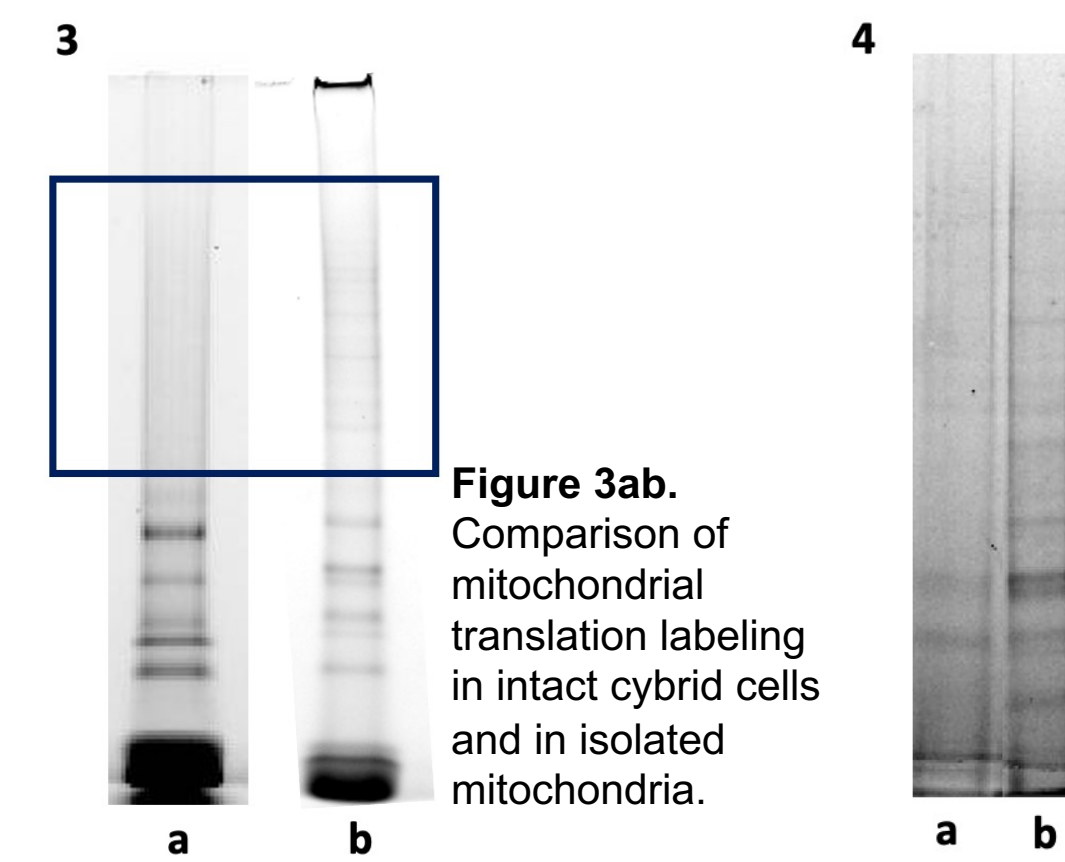 3
4
Figure 3ab.
Comparison of
mitochondrial
translation labeling
in intact cybrid cells
and in isolated
mitochondria.
a
b
a
b